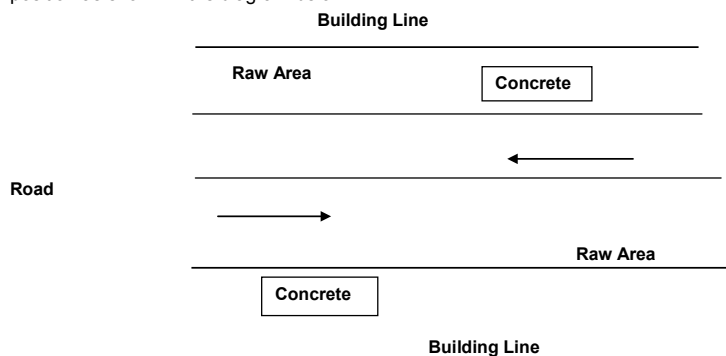 Building Line
Raw Area
Concrete
Road
Raw Area
Concrete
Building Line